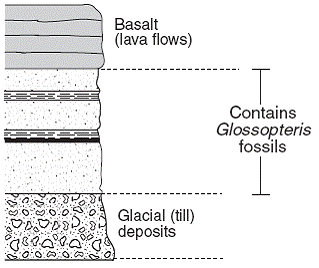 Basalt
(lava flows)
Contains
Glossopteris
fossils
Glacial (till)
deposits